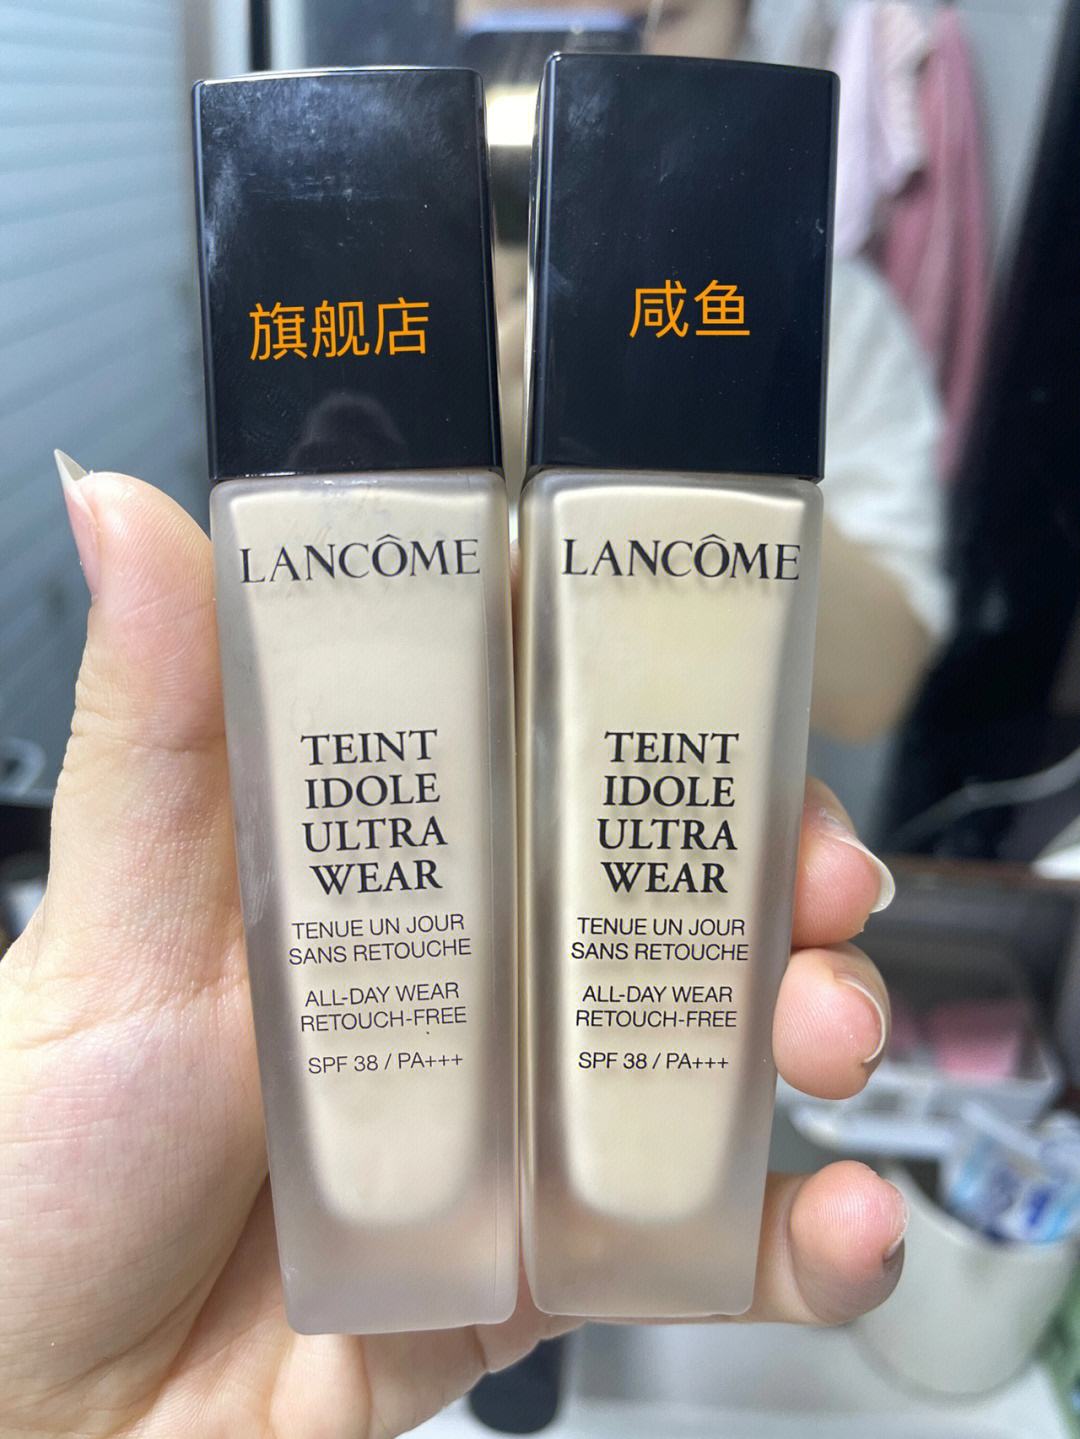 旗舰店
LANCÔME
TEINT
IDOLE
ULTRA
WEAR
TENUE UN JOUR
SANS RETOUCHE
ALL-DAY WEAR
RETOUCH-FREE
SPF 38 / PA+++
咸鱼
LANCÔME
TEINT
IDOLE
ULTRA
WEAR
TENUE UN JOUR
SANS RETOUCHE
ALL-DAY WEAR
RETOUCH-FREE
SPF 38 / PA+++